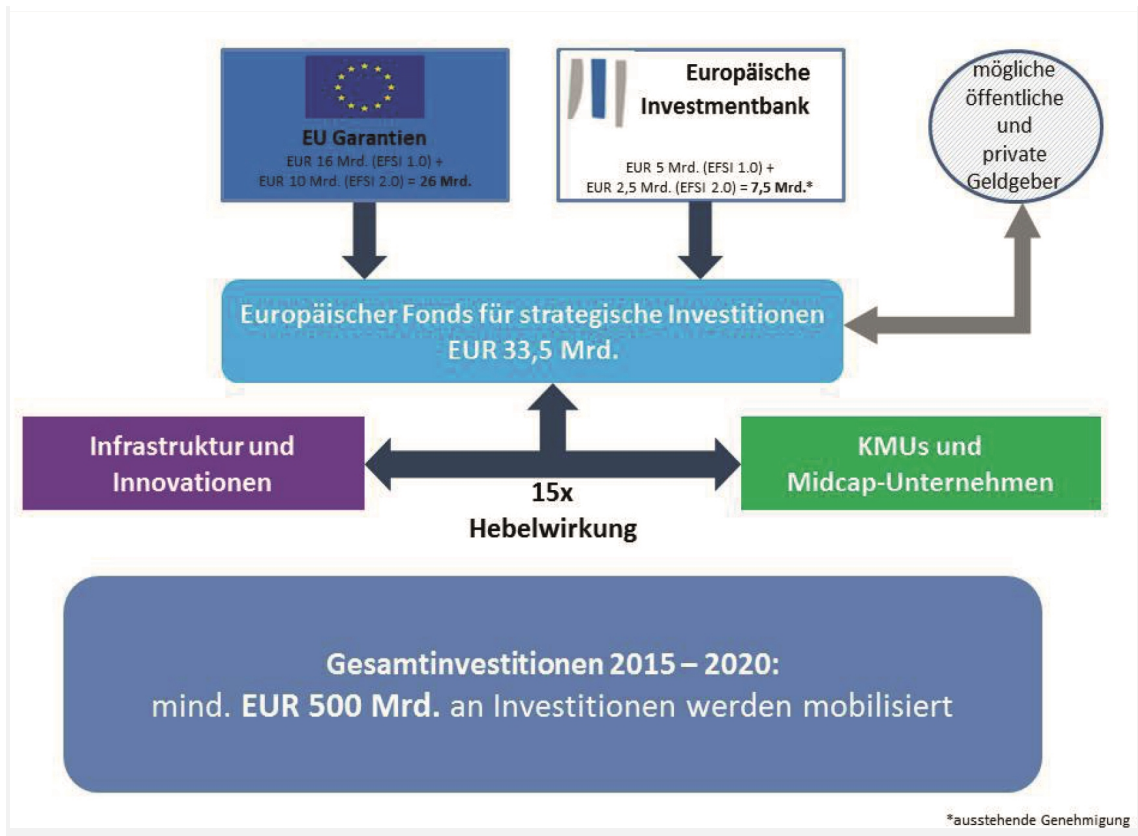 EU Garantien
EUR 16 Mrd. (EFSI 1.0) +
EUR 10 Mrd. (EFSI 2.0) = 26 Mrd.
Europäische
Investmentbank
EUR 5 Mrd. (EFSI 1.0) +
EUR 2,5 Mrd. (EFSI 2.0) = 7,5 Mrd.*
mögliche
öffentliche
und
private
Geldgeber
Europäischer Fonds für strategische Investitionen
EUR 33,5 Mrd.
Infrastruktur und
Innovationen
15x
Hebelwirkung
KMUs und
Midcap-Unternehmen
Gesamtinvestitionen 2015 – 2020:
mind. EUR 500 Mrd. an Investitionen werden mobilisiert
*ausstehende Genehmigung